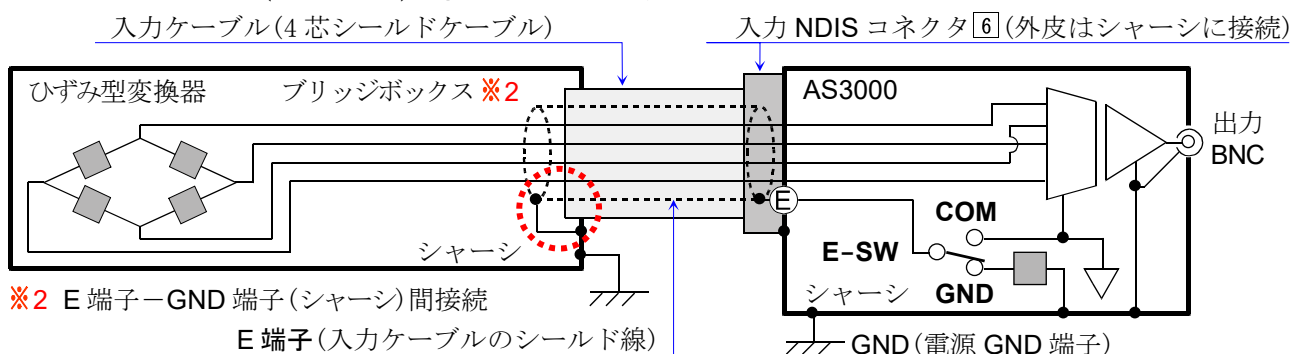 入力ケーブル(4芯シールドケーブル)
入力 NDIS コネクタ6(外皮はシャーシに接続)
ひずみ型変換器
ブリッジボックス ※2
AS3000
出力
BNC
E
COM
E-SW
GND
シャーシ
シャーシ
※2 E 端子-GND 端子(シャーシ)間接続
E 端子(入力ケーブルのシールド線)
GND(電源 GND 端子)